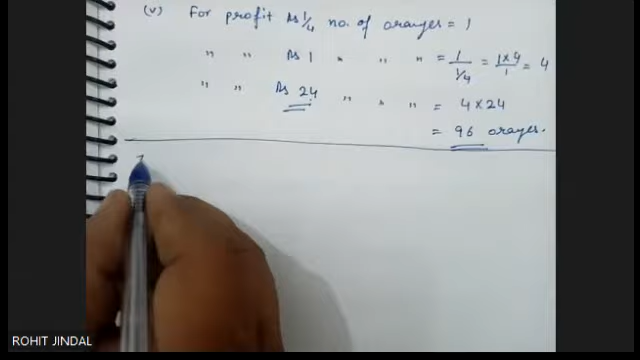 (v) For profit Rs 1/4 no. of oranges = 1
" " Rs 1 " " " = 1/1/4 = 1×4/1 = 4
" " Rs 24 " " " = 4 × 24
= 96 oranges.
ROHIT JINDAL